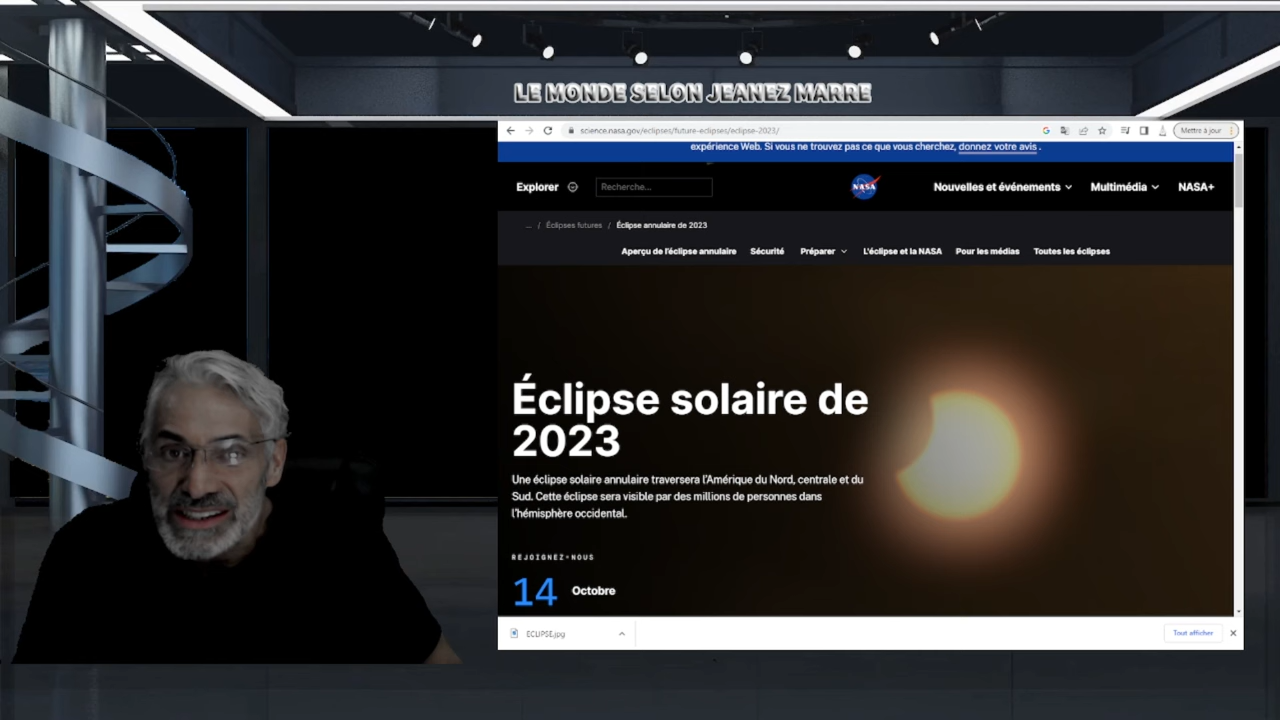 LE MONDE SELON JEANEZ MARRE
science.nasa.gov/eclipses/future-eclipses/eclipse-2023/
Mettre à jour
expérience Web. Si vous ne trouvez pas ce que vous cherchez, donnez votre avis .
Explorer
Recherche...
NASA
Nouvelles et événements
Multimédia
NASA+
... / Éclipses futures / Éclipse annulaire de 2023
Aperçu de l'éclipse annulaire
Sécurité
Préparer
L'éclipse et la NASA
Pour les médias
Toutes les éclipses
Éclipse solaire de
2023
Une éclipse solaire annulaire traversera l'Amérique du Nord, centrale et du
Sud. Cette éclipse sera visible par des millions de personnes dans
l'hémisphère occidental.
REJOIGNEZ-NOUS
14 Octobre
ECLIPSE.jpg
Tout afficher